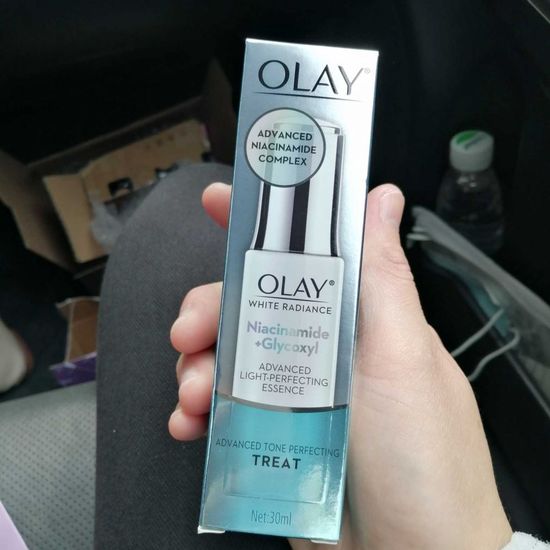 OLAY®
ADVANCED
NIACINAMIDE
COMPLEX
OLAY®
WHITE RADIANCE
Niacinamide
+Glycoxyl
ADVANCED
LIGHT-PERFECTING
ESSENCE
ADVANCED TONE PERFECTING
TREAT
Net:30ml